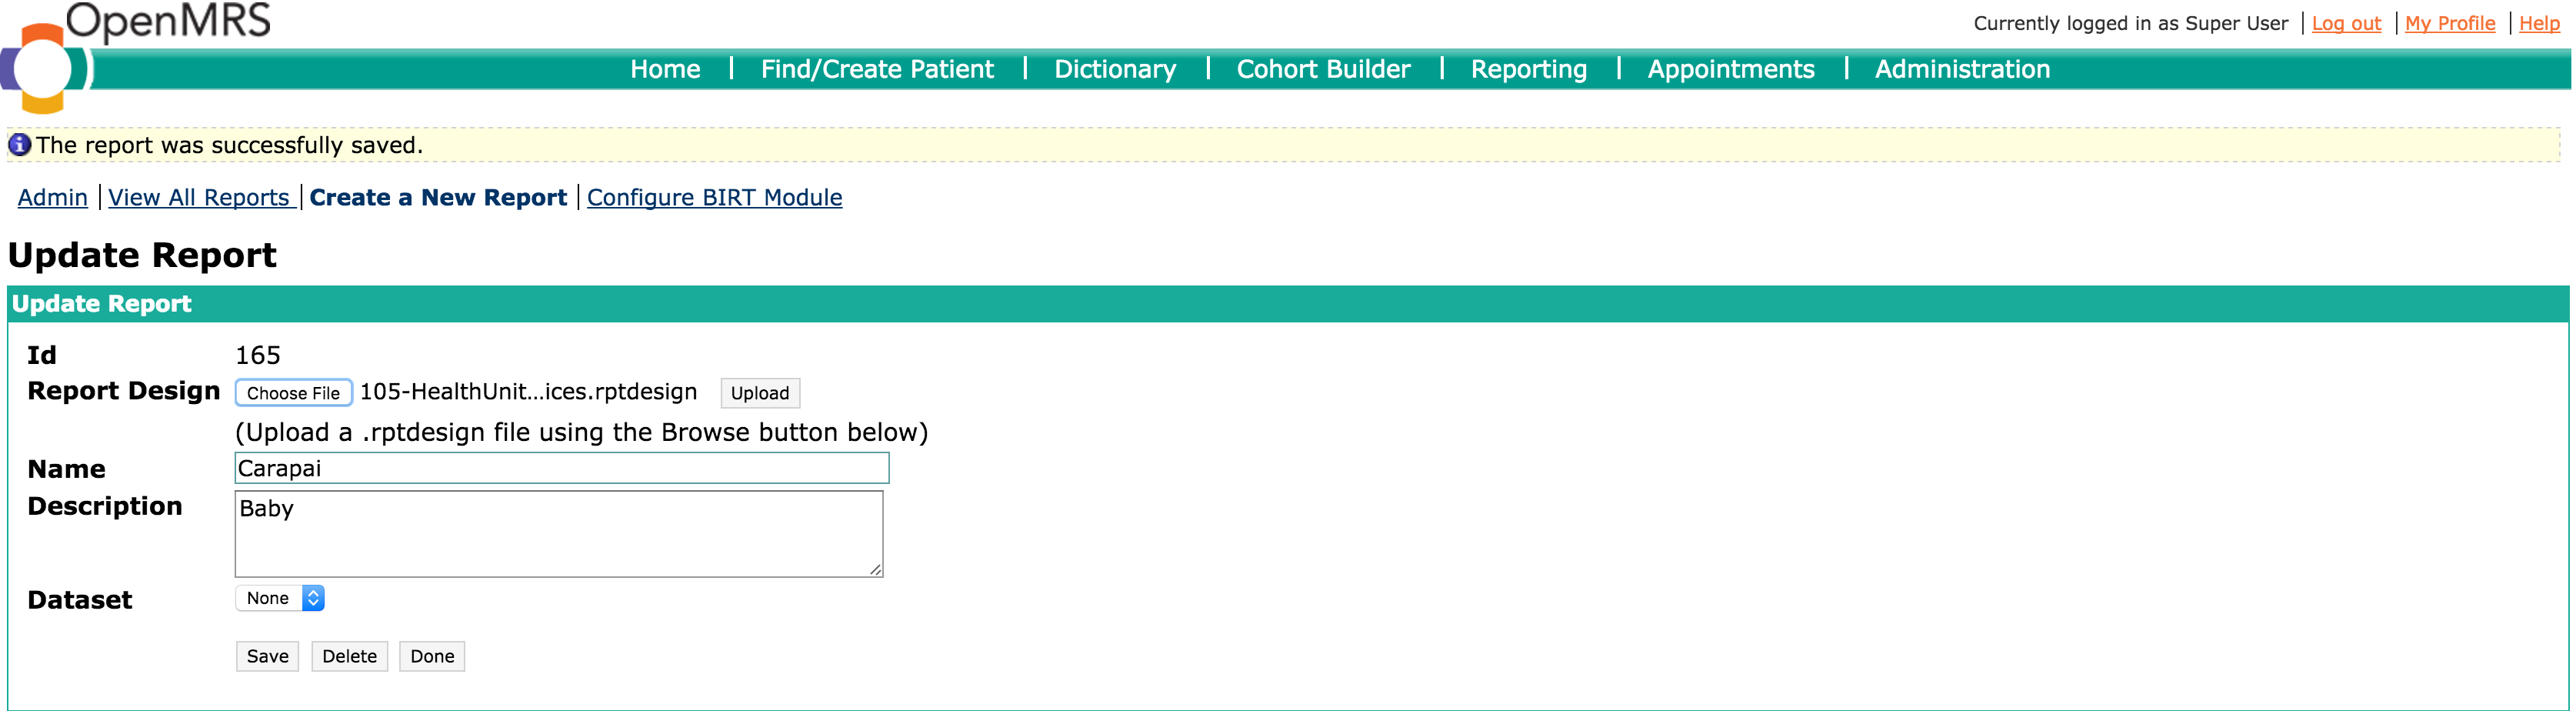 OpenMRS
Currently logged in as Super User | Log out | My Profile | Help
Home | Find/Create Patient | Dictionary | Cohort Builder | Reporting | Appointments | Administration
The report was successfully saved.
Admin | View All Reports | Create a New Report | Configure BIRT Module
Update Report
Update Report
Id 165
Report Design Choose File 105-HealthUnit...ices.rptdesign Upload
(Upload a .rptdesign file using the Browse button below)
Name Carapai
Description Baby
Dataset None
Save Delete Done